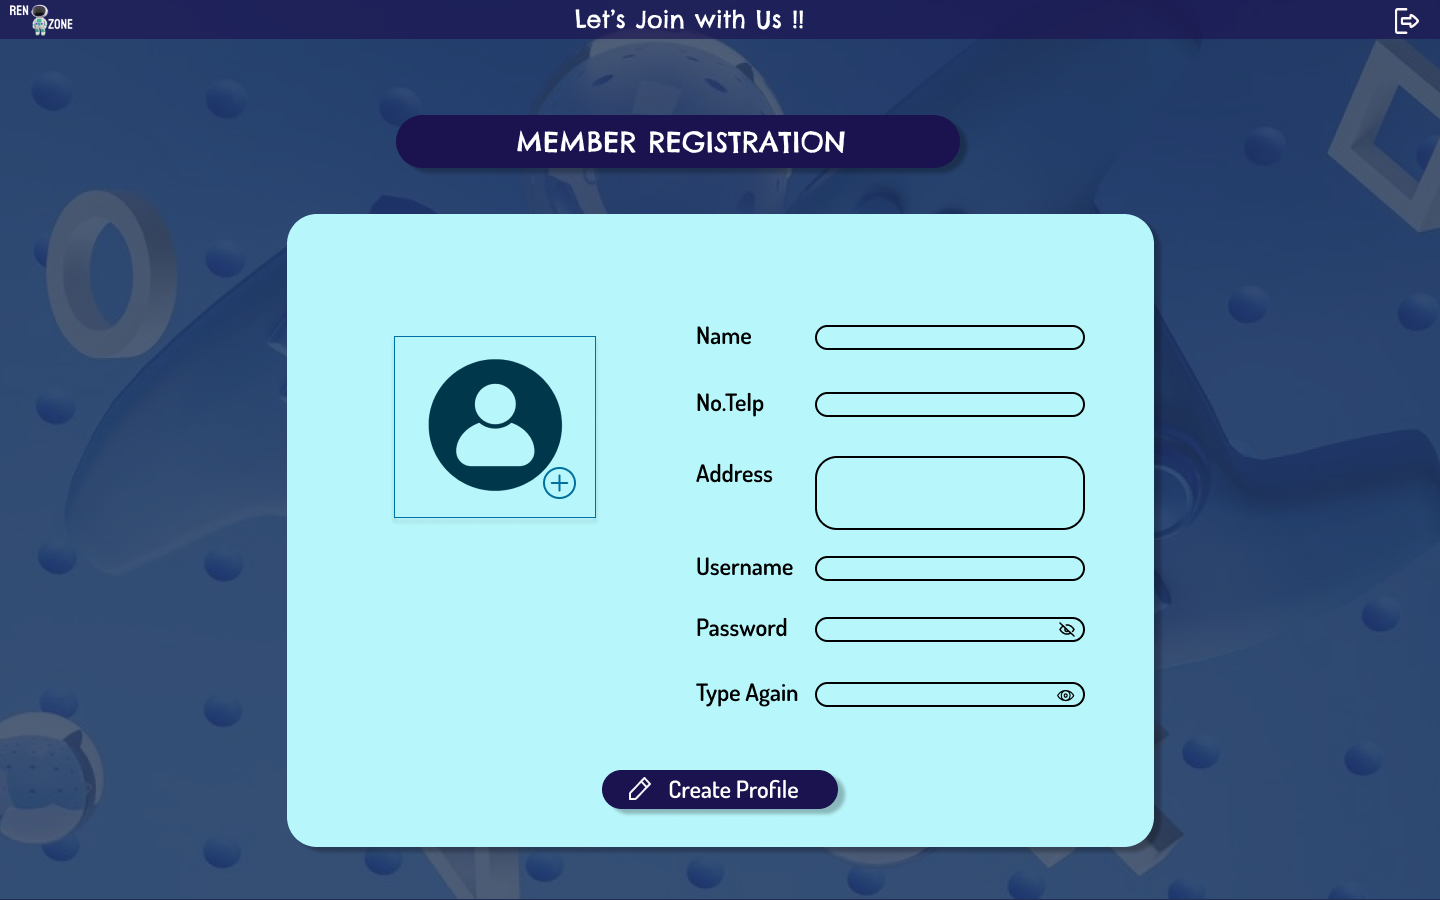 REN
ZONE
Let's Join with Us !!
MEMBER REGISTRATION
Name
No.Telp
Address
Username
Password
Type Again
Create Profile